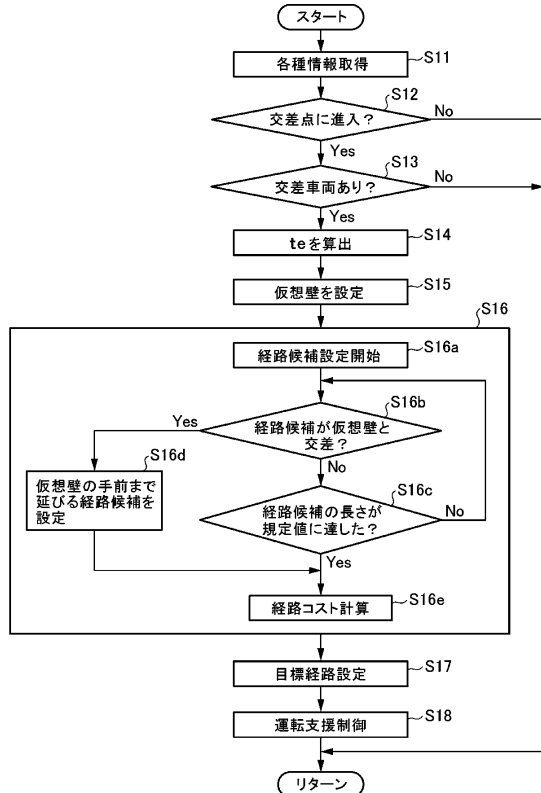 スタート
各種情報取得
S11
交差点に進入？
S12
No
Yes
交差車両あり？
S13
No
Yes
teを算出
S14
仮想壁を設定
S15
S16
経路候補設定開始
S16a
経路候補が仮想壁と
交差？
S16b
Yes
No
仮想壁の手前まで
延びる経路候補を
設定
S16d
経路候補の長さが
規定値に達した？
S16c
No
Yes
経路コスト計算
S16e
目標経路設定
S17
運転支援制御
S18
リターン